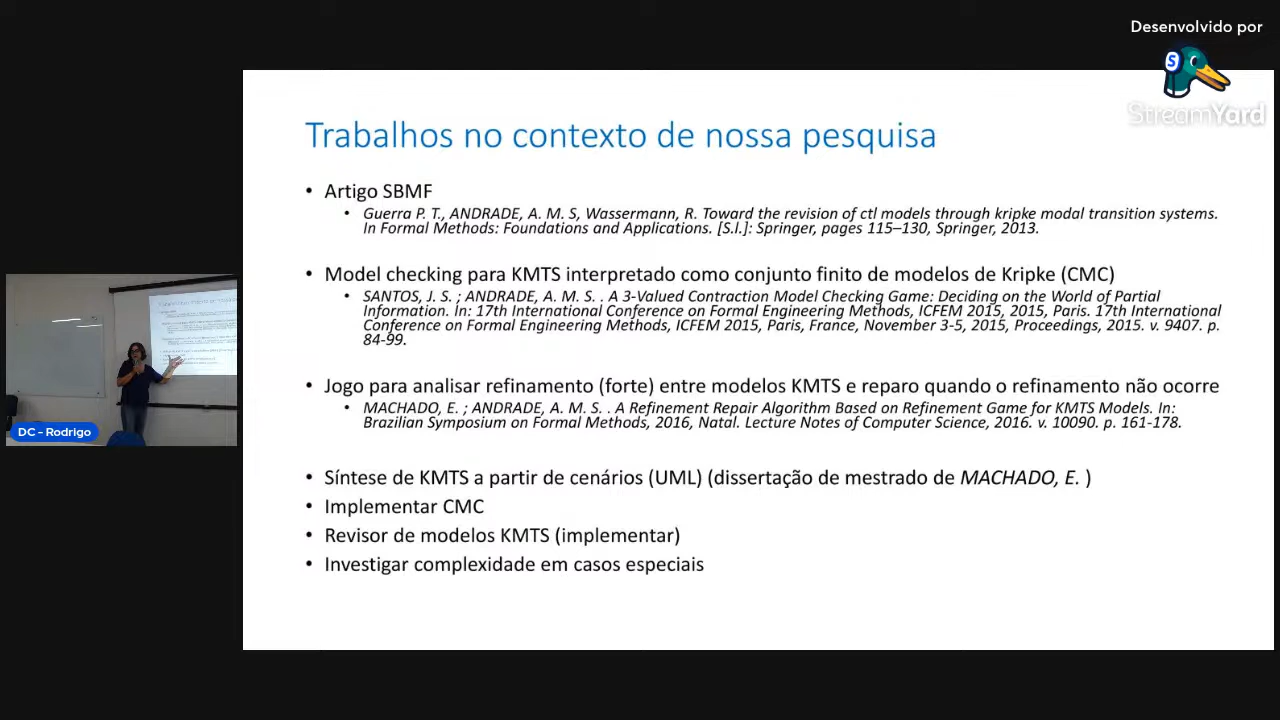 Desenvolvido por
StreamYard
Trabalhos no contexto de nossa pesquisa
• Artigo SBMF
• Guerra P. T., ANDRADE, A. M. S, Wassermann, R. Toward the revision of ctl models through kripke modal transition systems.
In Formal Methods: Foundations and Applications. [S.l.]: Springer, pages 115–130, Springer, 2013.
• Model checking para KMTS interpretado como conjunto finito de modelos de Kripke (CMC)
• SANTOS, J. S. ; ANDRADE, A. M. S. . A 3-Valued Contraction Model Checking Game: Deciding on the World of Partial
Information. In: 17th International Conference on Formal Engineering Methods, ICFEM 2015, 2015, Paris. 17th International
Conference on Formal Engineering Methods, ICFEM 2015, Paris, France, November 3-5, 2015, Proceedings, 2015. v. 9407. p.
84-99.
• Jogo para analisar refinamento (forte) entre modelos KMTS e reparo quando o refinamento não ocorre
• MACHADO, E. ; ANDRADE, A. M. S. . A Refinement Repair Algorithm Based on Refinement Game for KMTS Models. In:
Brazilian Symposium on Formal Methods, 2016, Natal. Lecture Notes of Computer Science, 2016. v. 10090. p. 161-178.
• Síntese de KMTS a partir de cenários (UML) (dissertação de mestrado de MACHADO, E. )
• Implementar CMC
• Revisor de modelos KMTS (implementar)
• Investigar complexidade em casos especiais
DC - Rodrigo